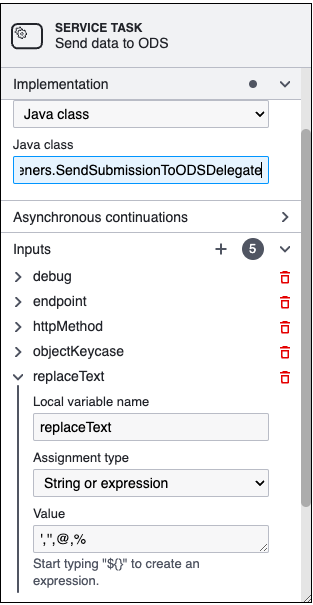 SERVICE TASK
Send data to ODS
Implementation
Java class
Java class
eners.SendSubmissionToODSDelegate
Asynchronous continuations
Inputs
5
debug
endpoint
httpMethod
objectKeycase
replaceText
Local variable name
replaceText
Assignment type
String or expression
Value
',",@,%
Start typing "${}" to create an
expression.